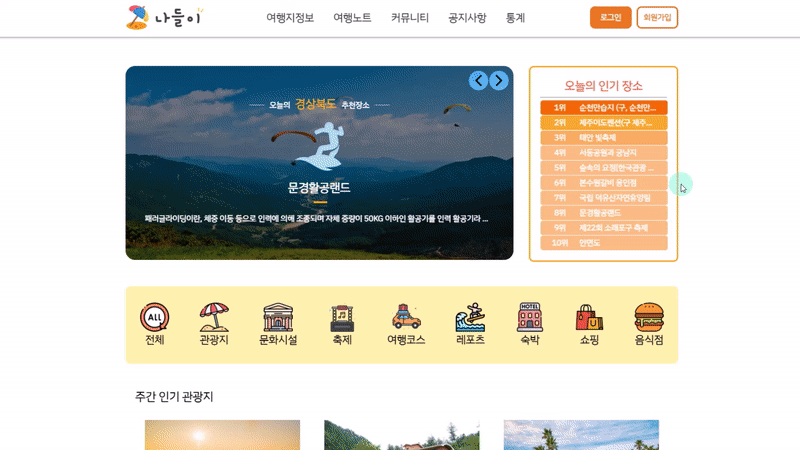 나들이
여행지정보 여행노트 커뮤니티 공지사항 통계
로그인 회원가입
오늘의 경상북도 추천장소
문경활공랜드
패러글라이딩이란, 체중 이동 등으로 인력에 의해 조종되며 자체 중량이 50KG 이하인 활공기를 인력 활공기라 ...
오늘의 인기 장소
1위 순천만습지 (구, 순천만...
2위 제주어도펜션(구 제주...
3위 태안 빛축제
4위 서동공원과 궁남지
5위 숲속의 요정[한국관광 ...
6위 본수원갈비 용인점
7위 국립 덕유산자연휴양림
8위 문경활공랜드
9위 제22회 소래포구 축제
10위 안면도
ALL
HOTEL
전체 관광지 문화시설 축제 여행코스 레포츠 숙박 쇼핑 음식점
주간 인기 관광지